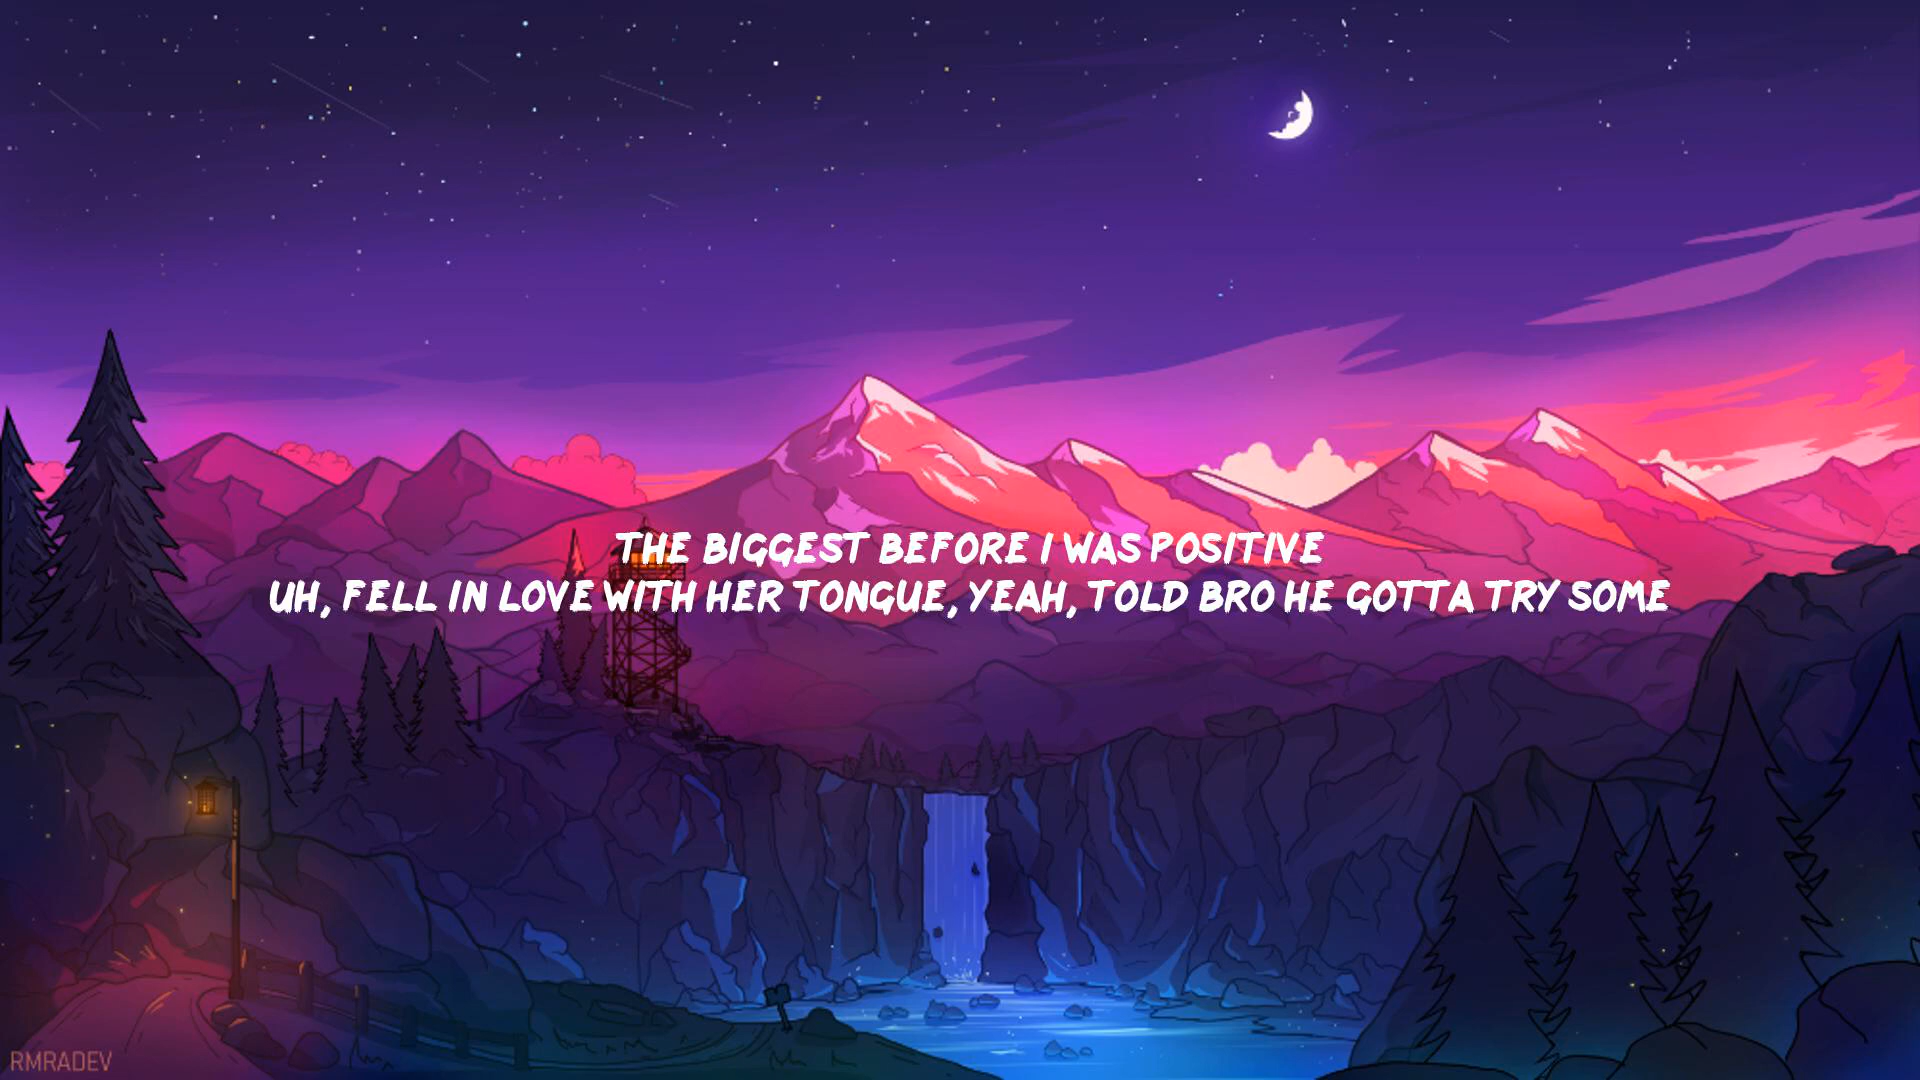 THE BIGGEST BEFORE I WAS POSITIVE
UH, FELL IN LOVE WITH HER TONGUE, YEAH, TOLD BRO HE GOTTA TRY SOME
RMRADEV